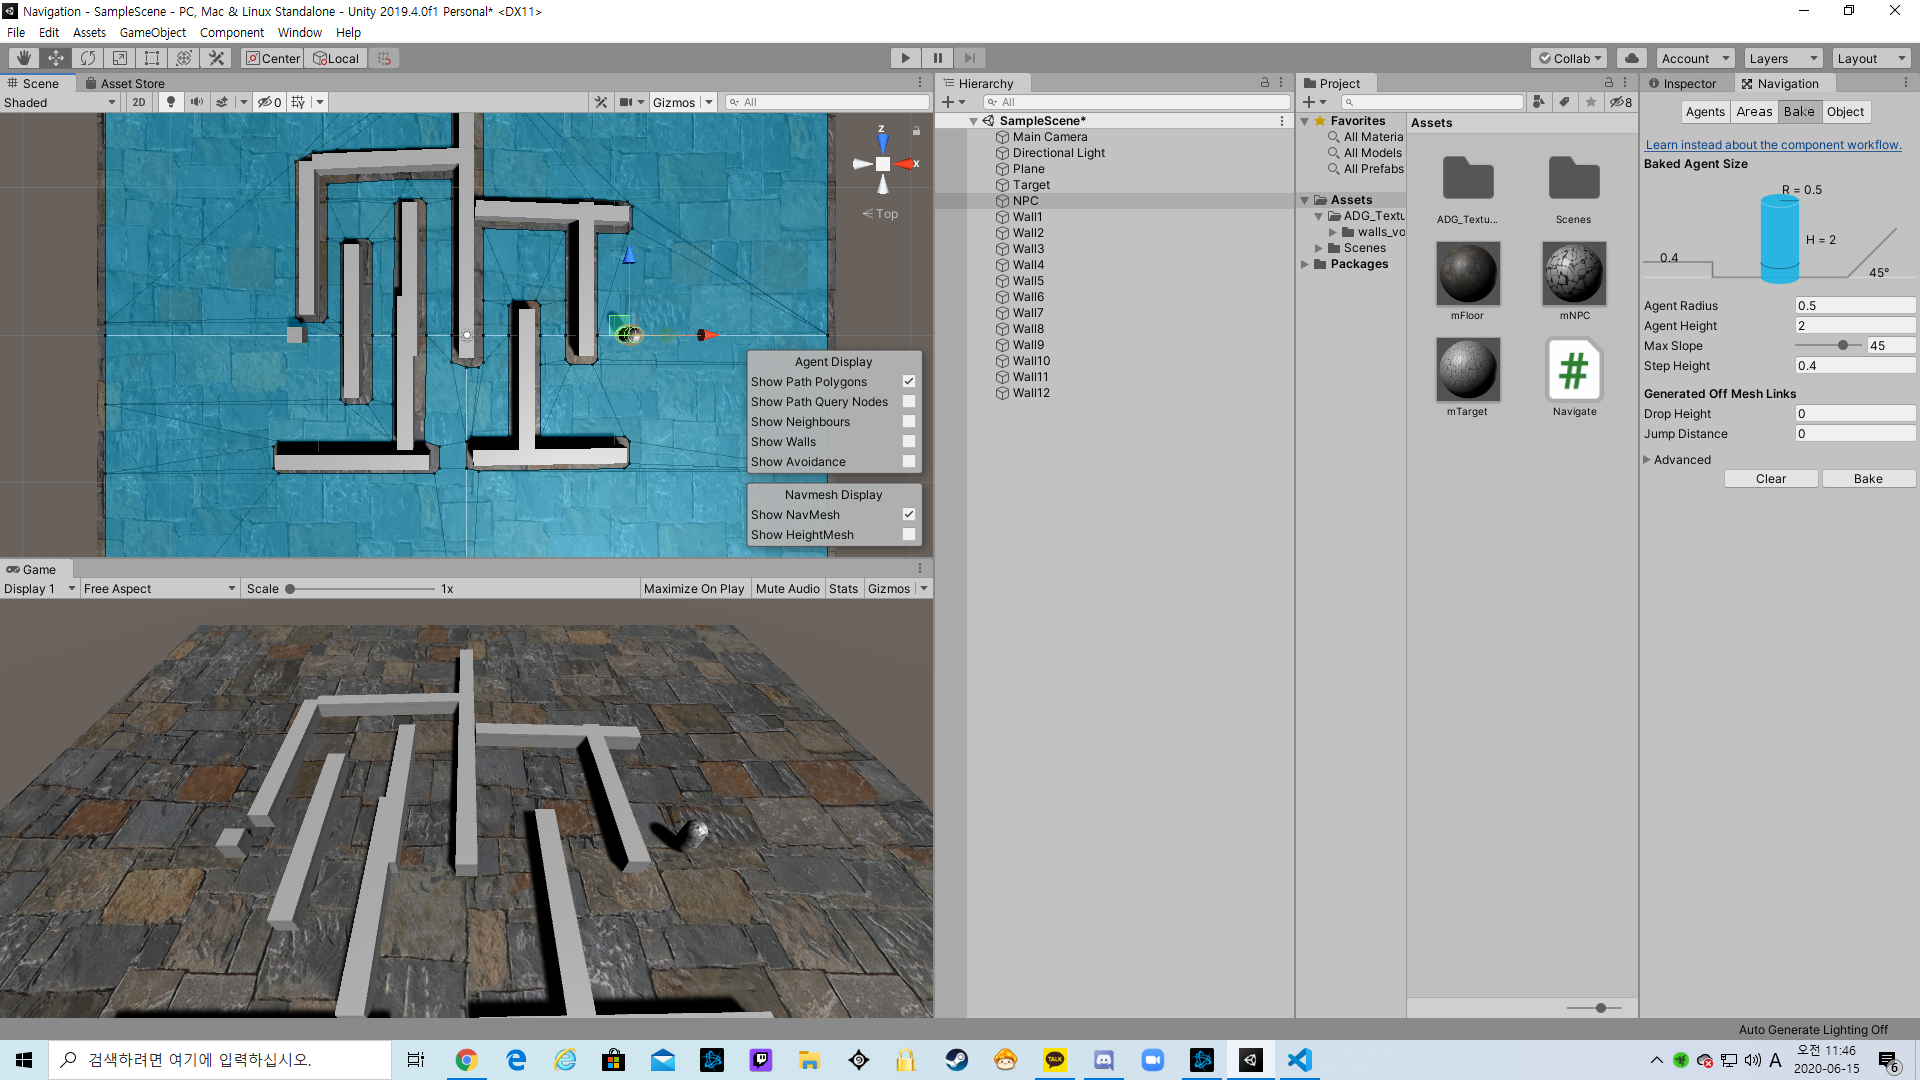 Navigation - SampleScene - PC, Mac & Linux Standalone - Unity 2019.4.0f1 Personal* <DX11>
File Edit Assets GameObject Component Window Help
Center Local
Collab Account Layers Layout
Scene Asset Store
Shaded 2D 0 Gizmos All
z
x
Top
Agent Display
Show Path Polygons
Show Path Query Nodes
Show Neighbours
Show Walls
Show Avoidance
Navmesh Display
Show NavMesh
Show HeightMesh
Game
Display 1 Free Aspect Scale 1x Maximize On Play Mute Audio Stats Gizmos
Hierarchy
All
SampleScene*
Main Camera
Directional Light
Plane
Target
NPC
Wall1
Wall2
Wall3
Wall4
Wall5
Wall6
Wall7
Wall8
Wall9
Wall10
Wall11
Wall12
Project
8
Favorites
All Materia
All Models
All Prefabs
Assets
ADG_Textu
walls_vo
Scenes
Packages
Assets
ADG_Textu...
Scenes
mFloor
mNPC
mTarget
#
Navigate
Inspector Navigation
Agents Areas Bake Object
Learn instead about the component workflow.
Baked Agent Size
R = 0.5
H = 2
0.4
45°
Agent Radius 0.5
Agent Height 2
Max Slope 45
Step Height 0.4
Generated Off Mesh Links
Drop Height 0
Jump Distance 0
Advanced
Clear Bake
Auto Generate Lighting Off
검색하려면 여기에 입력하십시오.
TALK
A
오전 11:46
2020-06-15
6